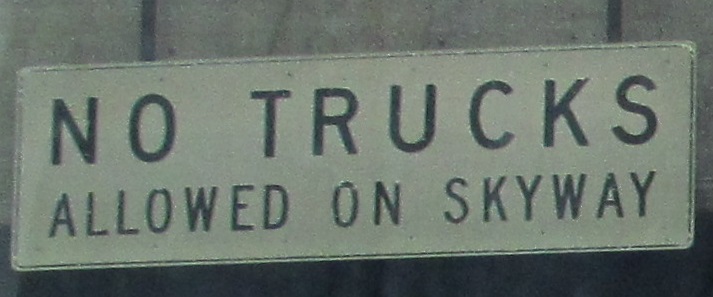 NO TRUCKS
ALLOWED ON SKYWAY